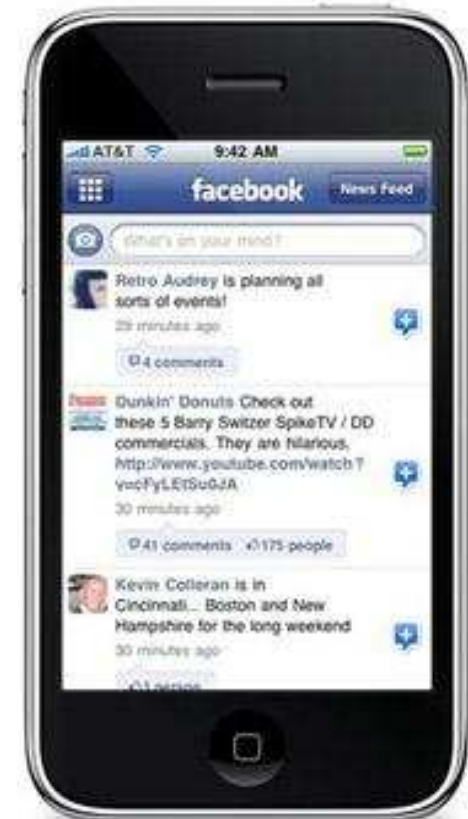 AT&T 9:42 AM
facebook News Feed
What's on your mind?
Retro Audrey is planning all
sorts of events!
29 minutes ago
4 comments
Dunkin' Donuts Check out
these 5 Barry Switzer SpikeTV / DD
commercials. They are hilarious.
http://www.youtube.com/watch?
30 minutes ago
41 comments 175 people
Kevin Colleran is in
Cincinnati... Boston and New
Hampshire for the long weekend
30 minutes ago
1 person